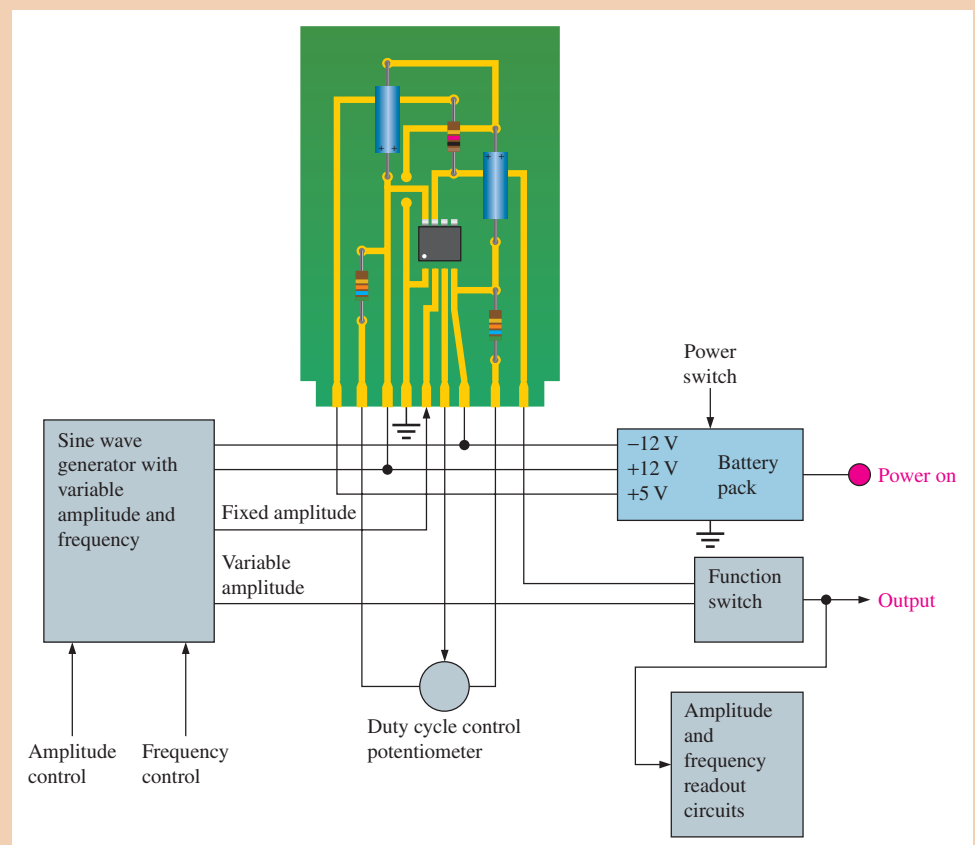 + +
+ +
Power
switch
Sine wave
generator with
variable
amplitude and
frequency
−12 V
+12 V
+5 V
Battery
pack
Power on
Fixed amplitude
Variable
amplitude
Function
switch
Output
Duty cycle control
potentiometer
Amplitude
and
frequency
readout
circuits
Amplitude
control
Frequency
control